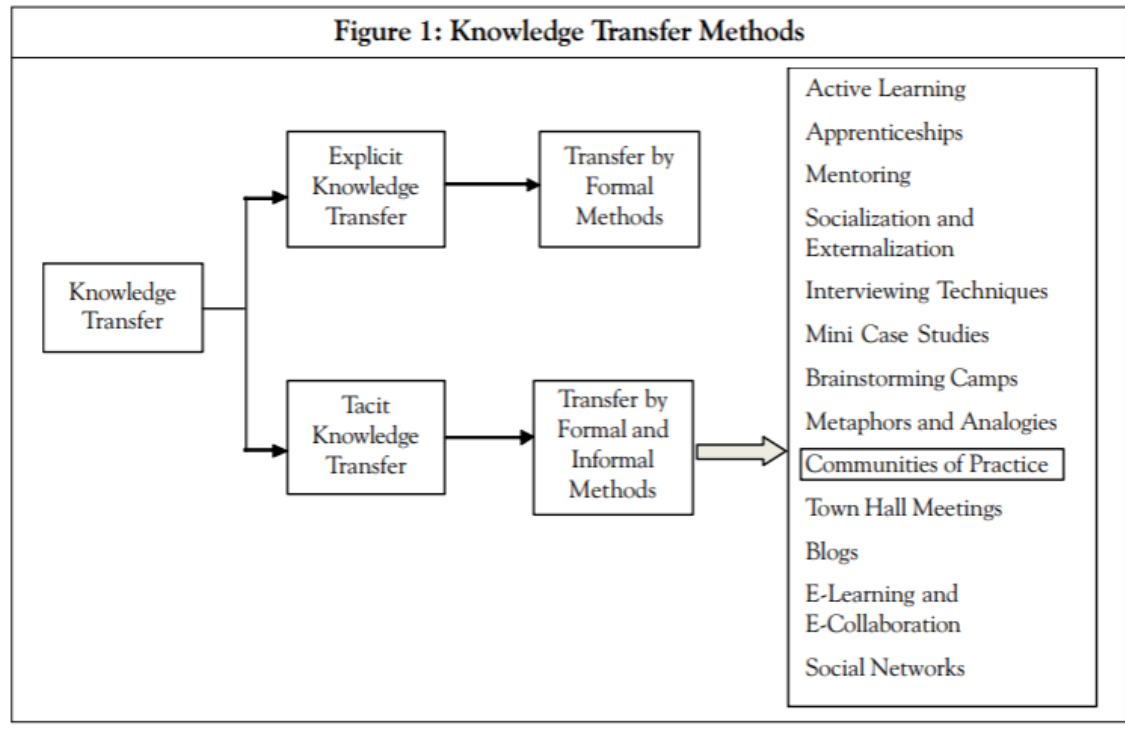 Figure 1: Knowledge Transfer Methods
Knowledge
Transfer
Explicit
Knowledge
Transfer
Transfer by
Formal
Methods
Tacit
Knowledge
Transfer
Transfer by
Formal and
Informal
Methods
Active Learning
Apprenticeships
Mentoring
Socialization and
Externalization
Interviewing Techniques
Mini Case Studies
Brainstorming Camps
Metaphors and Analogies
Communities of Practice
Town Hall Meetings
Blogs
E-Learning and
E-Collaboration
Social Networks